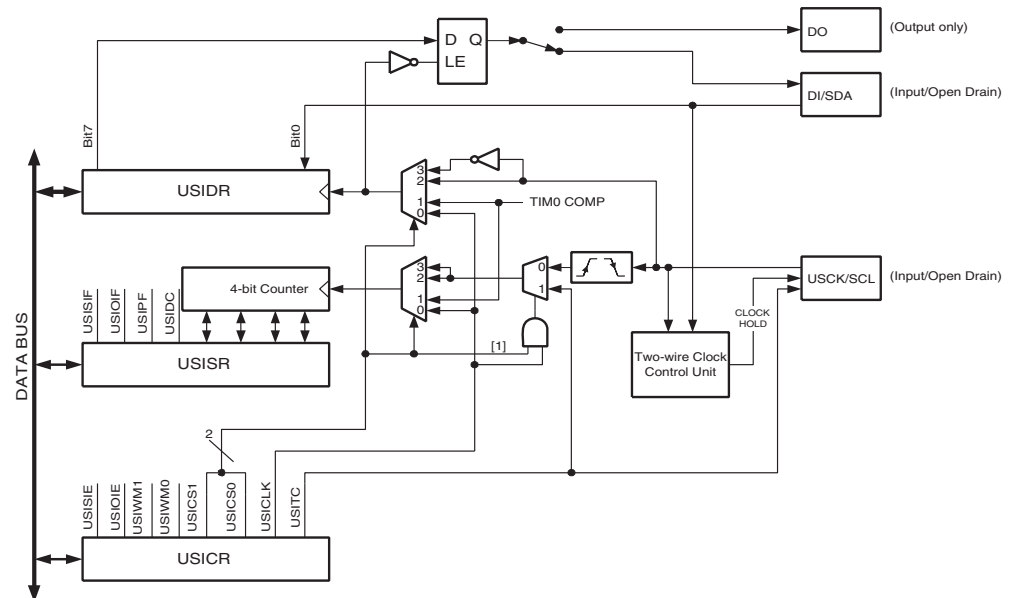 D Q
LE
DO
(Output only)
DI/SDA
(Input/Open Drain)
Bit7
Bit0
3
2
1
0
USIDR
TIM0 COMP
3
2
1
0
0
1
4-bit Counter
USCK/SCL
(Input/Open Drain)
CLOCK
HOLD
USISIF
USIOIF
USIPF
USIDC
[1]
Two-wire Clock
Control Unit
USISR
DATA BUS
2
USISIE
USIOIE
USIWM1
USIWM0
USICS1
USICS0
USICLK
USITC
USICR